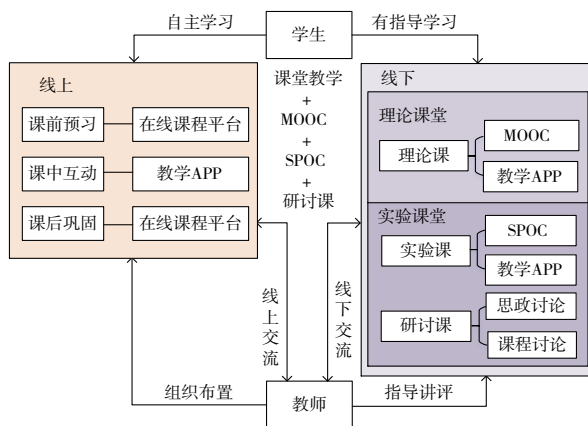 自主学习
学生
有指导学习
线上
课前预习
在线课程平台
课中互动
教学APP
课后巩固
在线课程平台
课堂教学
+
MOOC
+
SPOC
+
研讨课
线下
理论课堂
理论课
MOOC
教学APP
实验课堂
实验课
SPOC
教学APP
研讨课
思政讨论
课程讨论
线上交流
线下交流
组织布置
教师
指导讲评